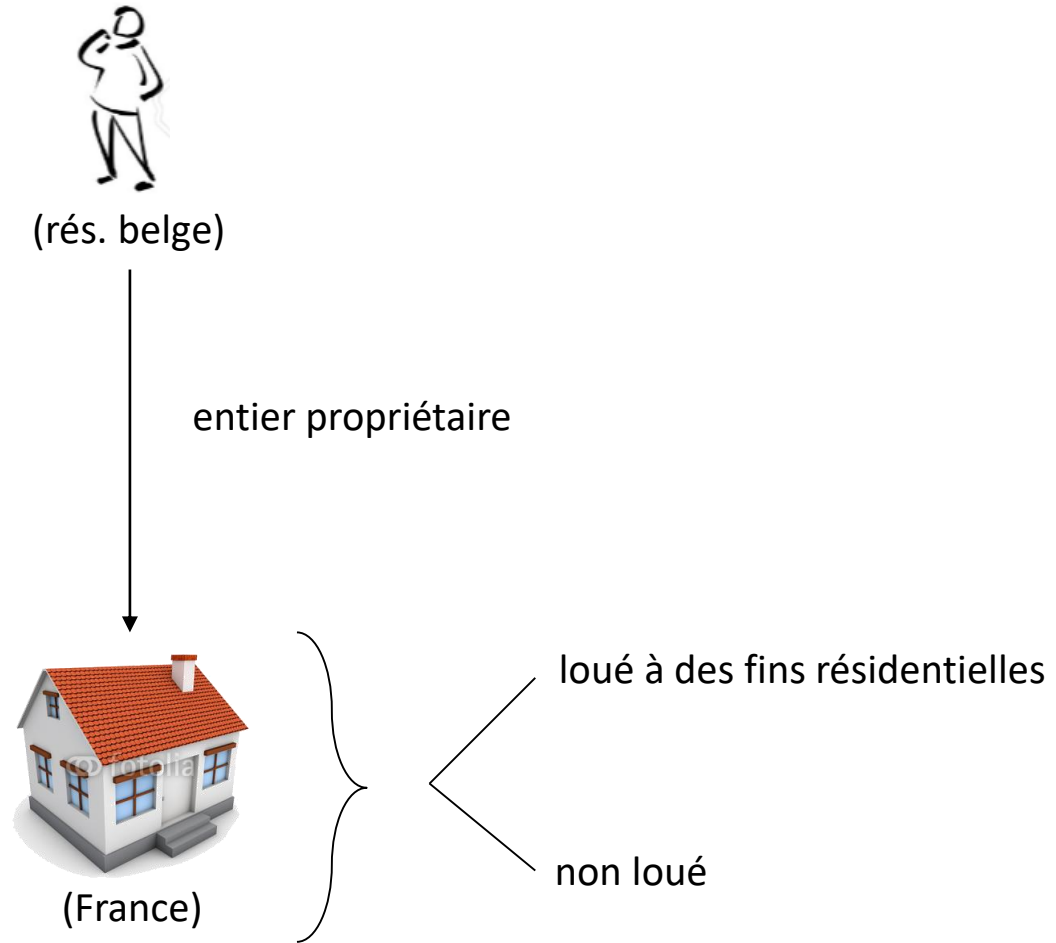 (rés. belge)
entier propriétaire
loué à des fins résidentielles
fotolia
non loué
(France)